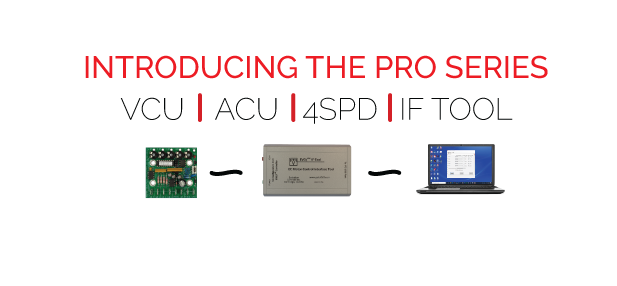 INTRODUCING THE PRO SERIES
VCU | ACU | 4SPD | IF TOOL